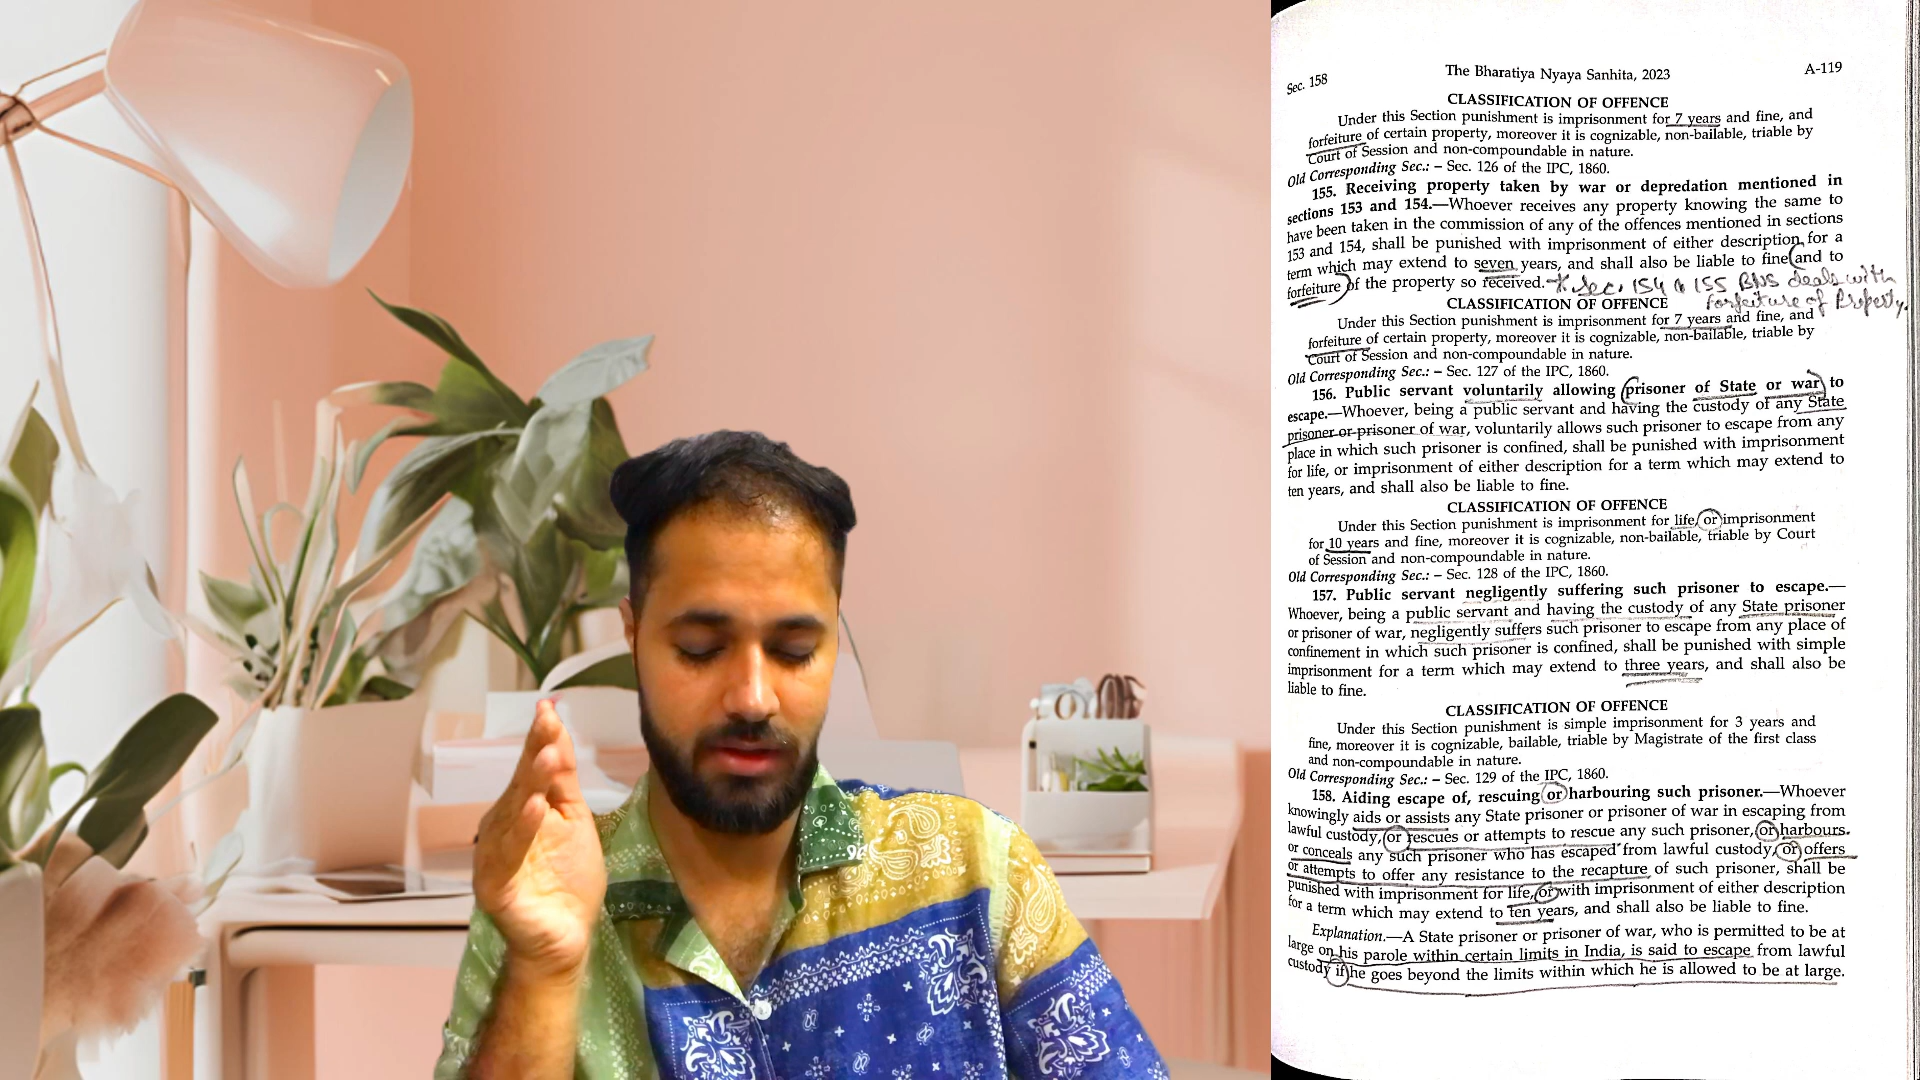 Sec. 158
The Bharatiya Nyaya Sanhita, 2023
A-119
CLASSIFICATION OF OFFENCE
Under this Section punishment is imprisonment for 7 years and fine, and
forfeiture of certain property, moreover it is cognizable, non-bailable, triable by
Court of Session and non-compoundable in nature.
Old Corresponding Sec.: – Sec. 126 of the IPC, 1860.
155. Receiving property taken by war or depredation mentioned in
sections 153 and 154.—Whoever receives any property knowing the same to
have been taken in the commission of any of the offences mentioned in sections
153 and 154, shall be punished with imprisonment of either description for a
term which may extend to seven years, and shall also be liable to fine and to
forfeiture of the property so received. * Sec. 154 & 155 BNS deals with
forfeiture of Property.
CLASSIFICATION OF OFFENCE
Under this Section punishment is imprisonment for 7 years and fine, and
forfeiture of certain property, moreover it is cognizable, non-bailable, triable by
Court of Session and non-compoundable in nature.
Old Corresponding Sec.: – Sec. 127 of the IPC, 1860.
156. Public servant voluntarily allowing prisoner of State or war to
escape.—Whoever, being a public servant and having the custody of any State
prisoner or prisoner of war, voluntarily allows such prisoner to escape from any
place in which such prisoner is confined, shall be punished with imprisonment
for life, or imprisonment of either description for a term which may extend to
ten years, and shall also be liable to fine.
CLASSIFICATION OF OFFENCE
Under this Section punishment is imprisonment for life, or imprisonment
for 10 years and fine, moreover it is cognizable, non-bailable, triable by Court
of Session and non-compoundable in nature.
Old Corresponding Sec.: – Sec. 128 of the IPC, 1860.
157. Public servant negligently suffering such prisoner to escape.—
Whoever, being a public servant and having the custody of any State prisoner
or prisoner of war, negligently suffers such prisoner to escape from any place of
confinement in which such prisoner is confined, shall be punished with simple
imprisonment for a term which may extend to three years, and shall also be
liable to fine.
CLASSIFICATION OF OFFENCE
Under this Section punishment is simple imprisonment for 3 years and
fine, moreover it is cognizable, bailable, triable by Magistrate of the first class
and non-compoundable in nature.
Old Corresponding Sec.: – Sec. 129 of the IPC, 1860.
158. Aiding escape of, rescuing or harbouring such prisoner.—Whoever
knowingly aids or assists any State prisoner or prisoner of war in escaping from
lawful custody, or rescues or attempts to rescue any such prisoner, or harbours
or conceals any such prisoner who has escaped from lawful custody, or offers
or attempts to offer any resistance to the recapture of such prisoner, shall be
punished with imprisonment for life, or with imprisonment of either description
for a term which may extend to ten years, and shall also be liable to fine.
Explanation.—A State prisoner or prisoner of war, who is permitted to be at
large on his parole within certain limits in India, is said to escape from lawful
custody if he goes beyond the limits within which he is allowed to be at large.